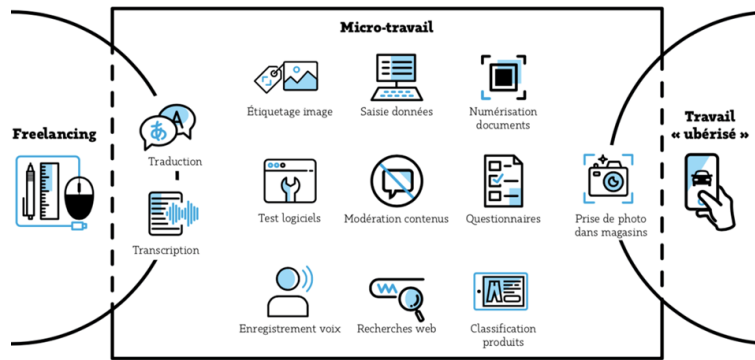 Micro-travail
Freelancing
Traduction
Transcription
Étiquetage image
Saisie données
Numérisation
documents
Test logiciels
Modération contenus
Questionnaires
Enregistrement voix
Recherches web
Classification
produits
Prise de photo
dans magasins
Travail
« ubérisé »
あ
A